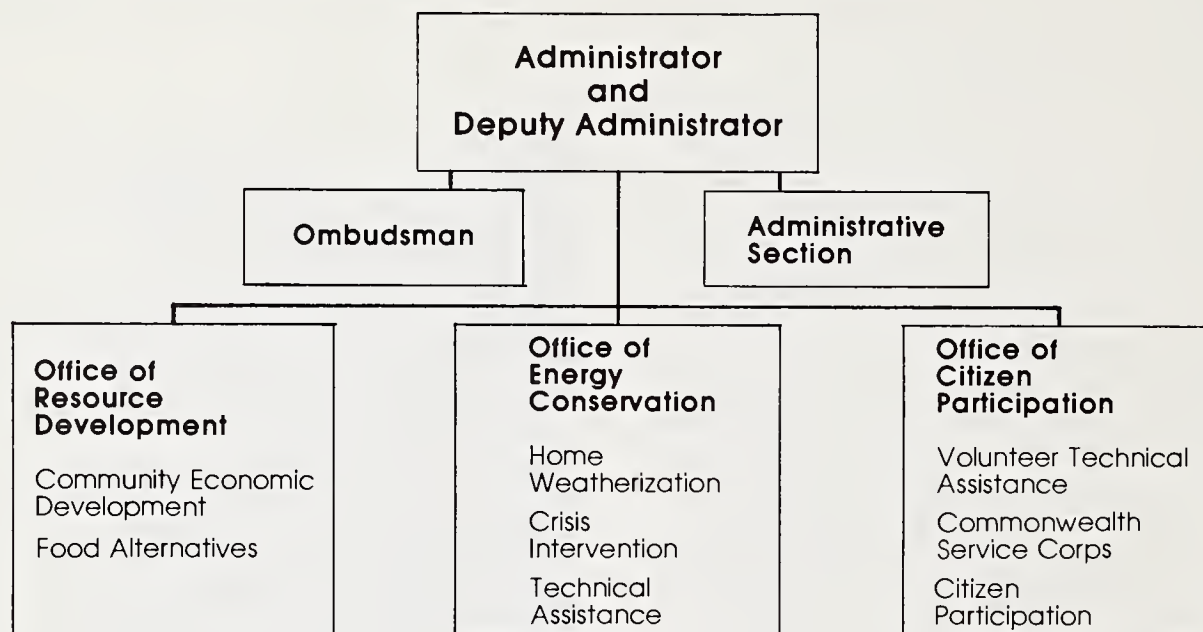 Administrator
and
Deputy Administrator
Ombudsman
Administrative
Section
Office of
Resource
Development
Community Economic
Development
Food Alternatives
Office of
Energy
Conservation
Home
Weatherization
Crisis
Intervention
Technical
Assistance
Office of
Citizen
Participation
Volunteer Technical
Assistance
Commonwealth
Service Corps
Citizen
Participation